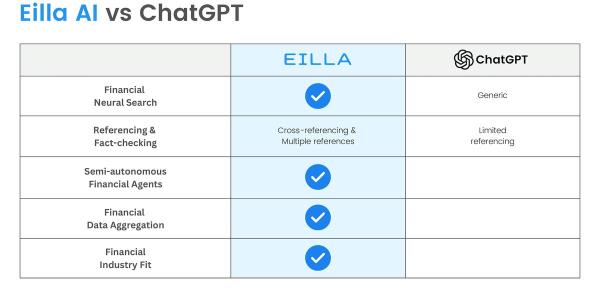 Eilla AI vs ChatGPT
EILLA
ChatGPT
Financial
Neural Search
Generic
Referencing &
Fact-checking
Cross-referencing &
Multiple references
Limited
referencing
Semi-autonomous
Financial Agents
Financial
Data Aggregation
Financial
Industry Fit